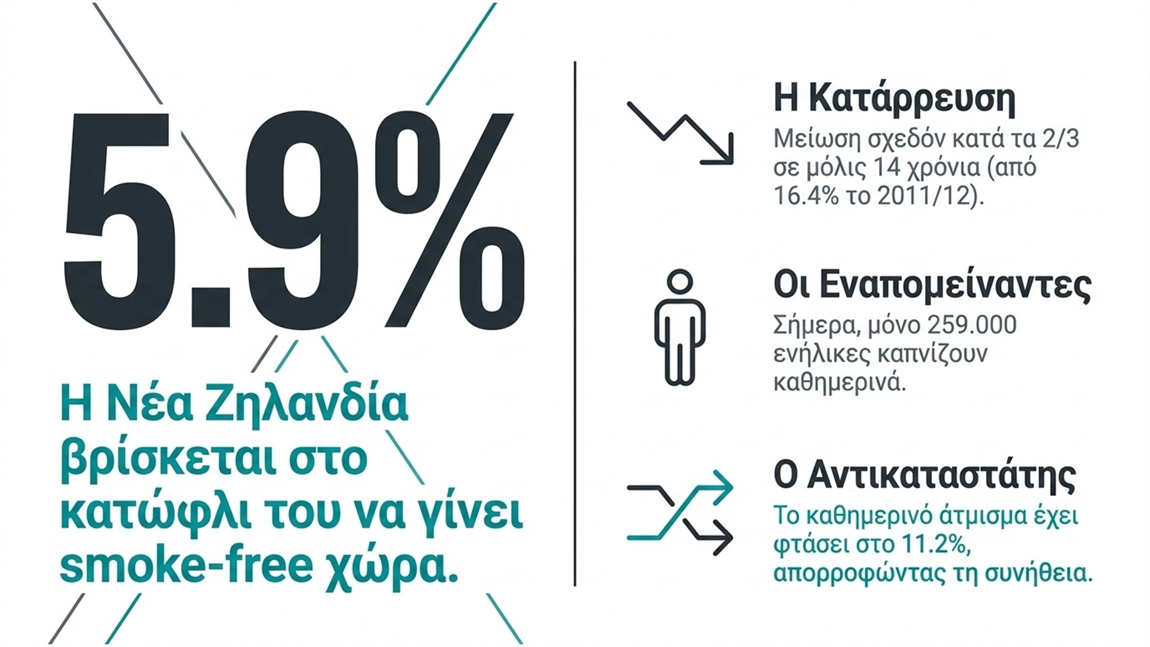 5.9%
Η Νέα Ζηλανδία
βρίσκεται στο
κατώφλι του να γίνει
smoke-free χώρα.
Η Κατάρρευση
Μείωση σχεδόν κατά τα 2/3
σε μόλις 14 χρόνια (από
16.4% το 2011/12).
Οι Εναπομείναντες
Σήμερα, μόνο 259.000
ενήλικες καπνίζουν
καθημερινά.
Ο Αντικαταστάτης
Το καθημερινό άτμισμα έχει
φτάσει στο 11.2%,
απορροφώντας τη συνήθεια.